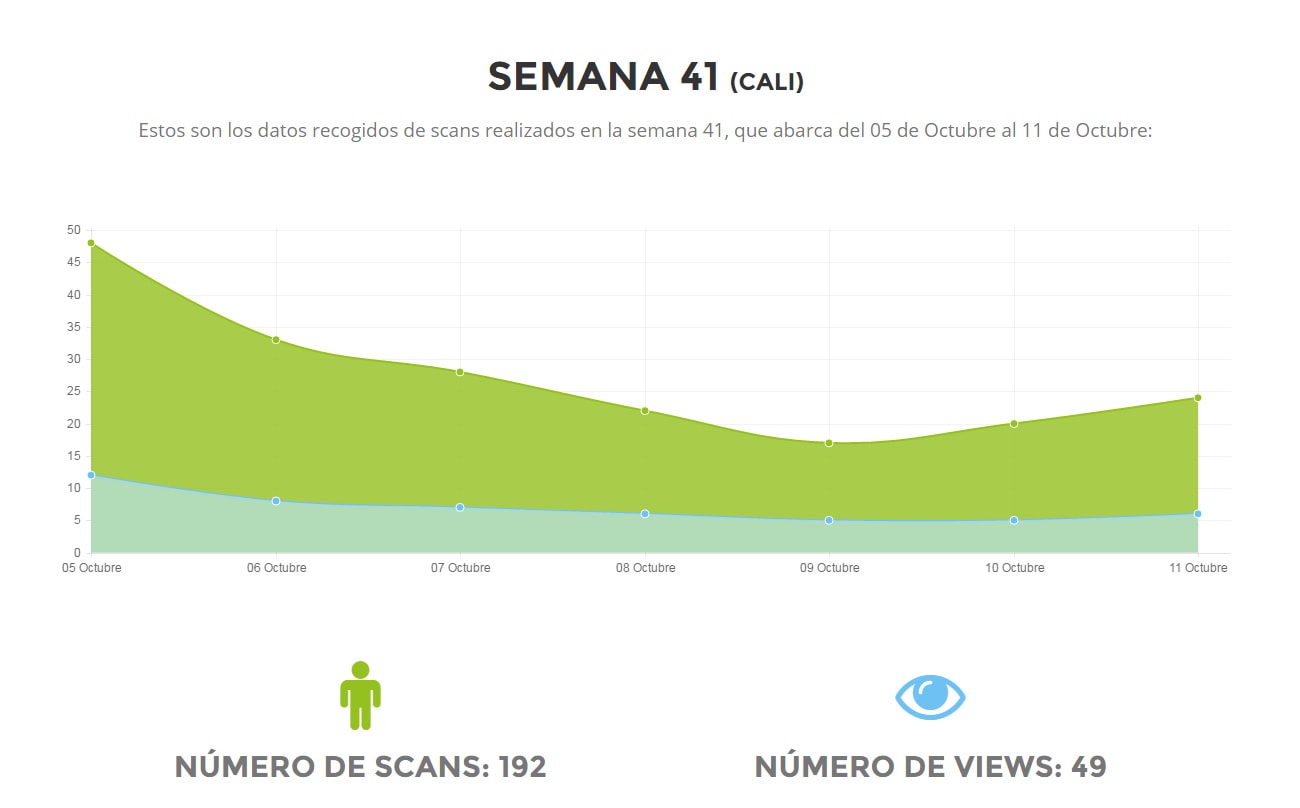 SEMANA 41 (CALI)
Estos son los datos recogidos de scans realizados en la semana 41, que abarca del 05 de Octubre al 11 de Octubre:
50
45
40
35
30
25
20
15
10
5
0
05 Octubre 06 Octubre 07 Octubre 08 Octubre 09 Octubre 10 Octubre 11 Octubre
NÚMERO DE SCANS: 192 NÚMERO DE VIEWS: 49